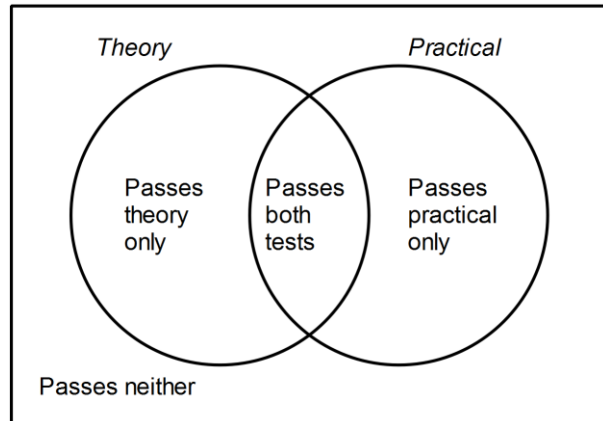 Theory
Practical
Passes
theory
only
Passes
both
tests
Passes
practical
only
Passes neither